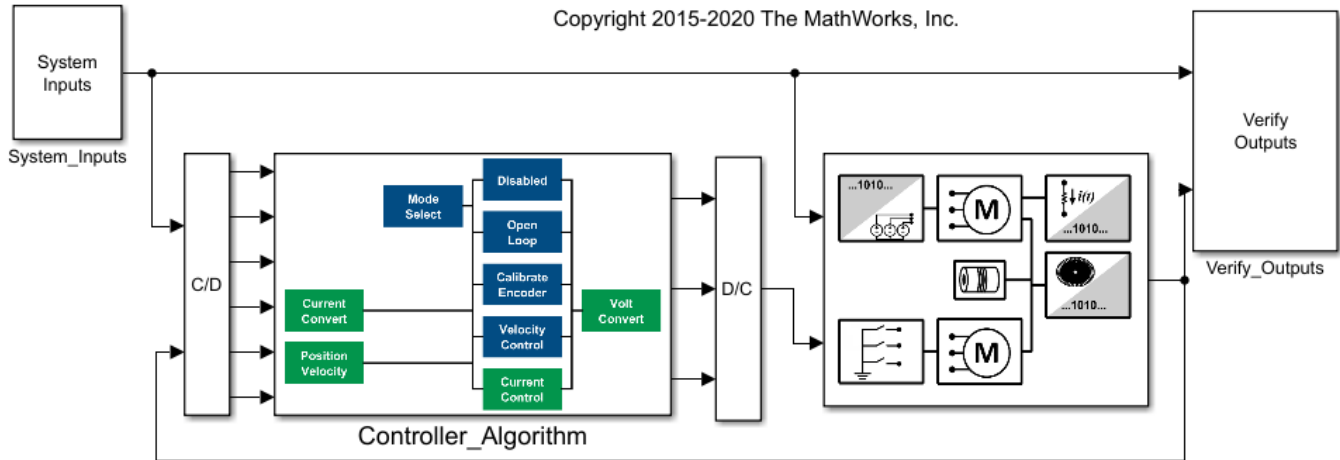 Copyright 2015-2020 The MathWorks, Inc.
System
Inputs
System_Inputs
Verify
Outputs
Verify_Outputs
C/D
Mode
Select
Disabled
Open
Loop
Calibrate
Encoder
Velocity
Control
Current
Control
Current
Convert
Position
Velocity
Volt
Convert
Controller_Algorithm
D/C
...1010...
M
i(t)
...1010...
...1010...
M